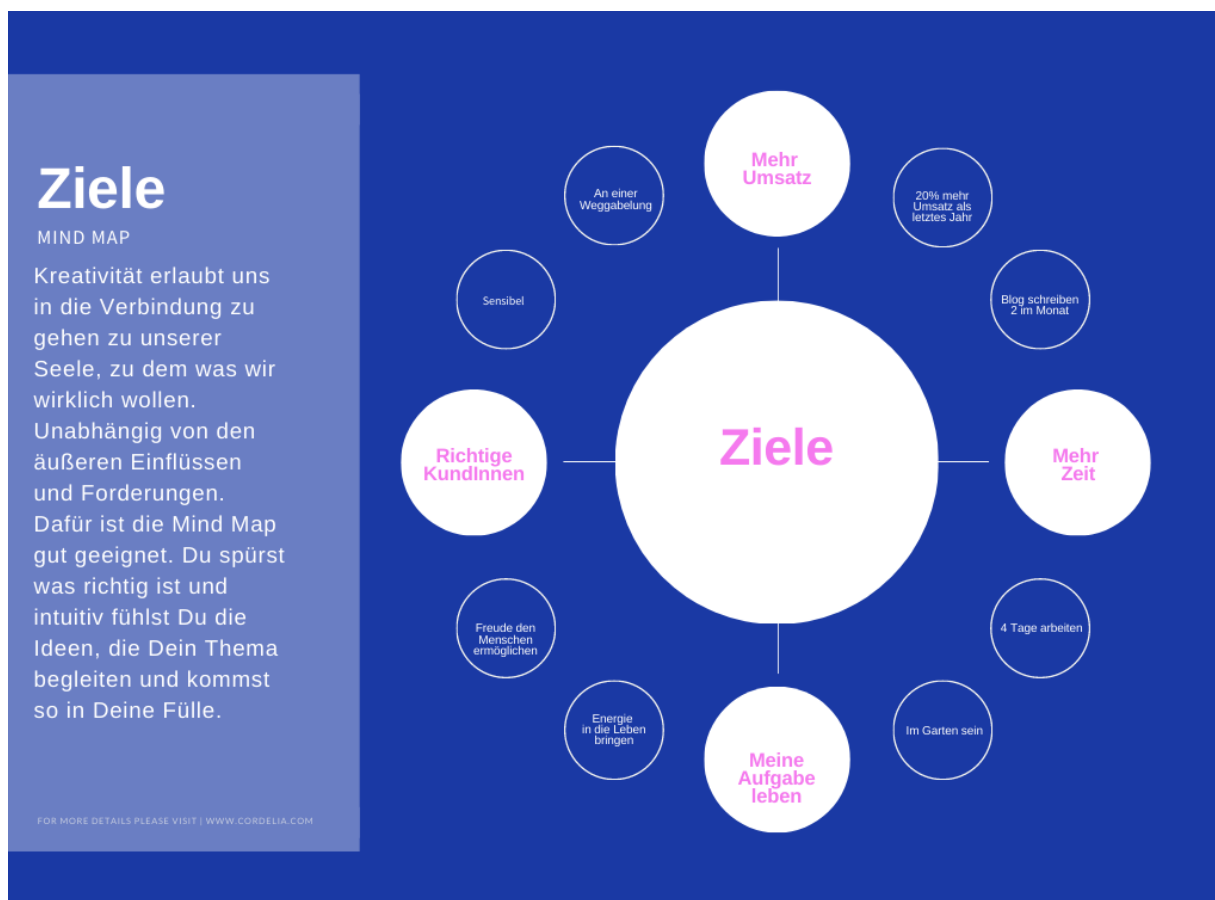 Ziele
MIND MAP
Kreativität erlaubt uns
in die Verbindung zu
gehen zu unserer
Seele, zu dem was wir
wirklich wollen.
Unabhängig von den
äußeren Einflüssen
und Forderungen.
Dafür ist die Mind Map
gut geeignet. Du spürst
was richtig ist und
intuitiv fühlst Du die
Ideen, die Dein Thema
begleiten und kommst
so in Deine Fülle.
FOR MORE DETAILS PLEASE VISIT | WWW.CORDELIA.COM
Ziele
Mehr
Umsatz
20% mehr
Umsatz als
letztes Jahr
Blog schreiben
2 im Monat
Mehr
Zeit
4 Tage arbeiten
Im Garten sein
Meine
Aufgabe
leben
Energie
in die Leben
bringen
Freude den
Menschen
ermöglichen
Richtige
KundInnen
Sensibel
An einer
Weggabelung